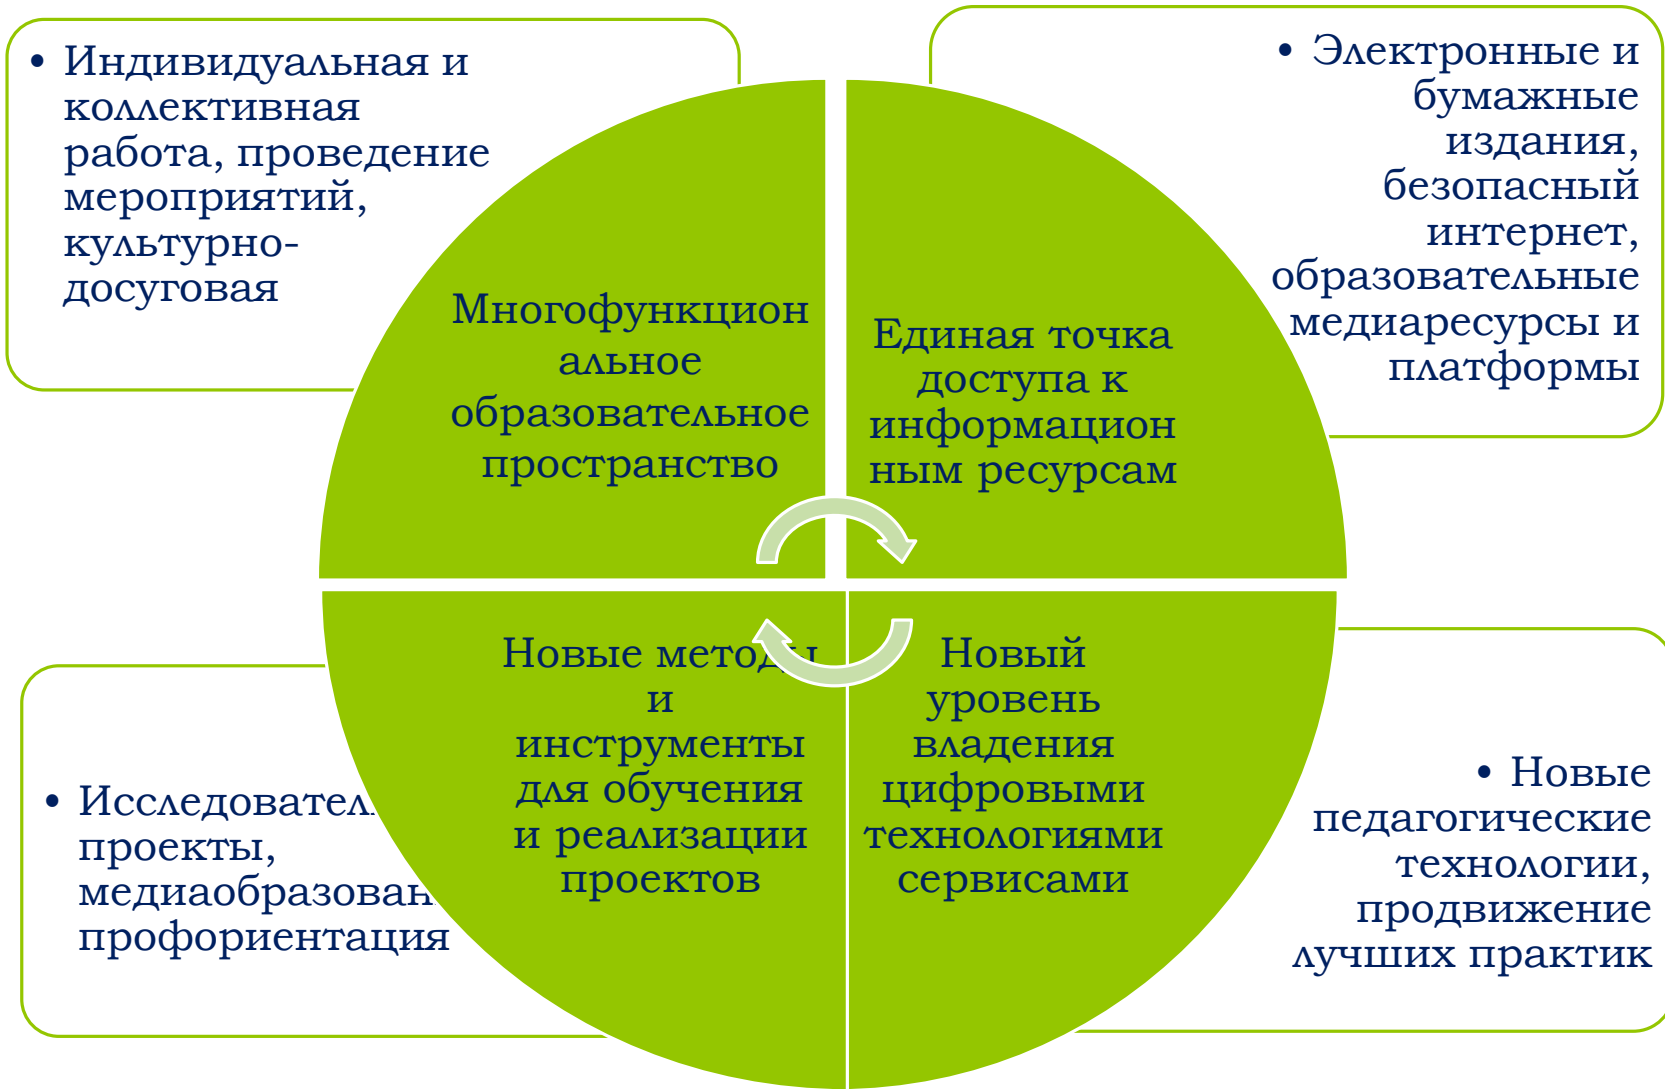 • Индивидуальная и
коллективная
работа, проведение
мероприятий,
культурно-
досуговая
• Электронные и
бумажные
издания,
безопасный
интернет,
образовательные
медиаресурсы и
платформы
Многофункцион
альное
образовательное
пространство
Единая точка
доступа к
информацион
ным ресурсам
Новые методы
и
инструменты
для обучения
и реализации
проектов
Новый
уровень
владения
цифровыми
технологиями
сервисами
•
проекты,
профориентация
• Новые
педагогические
технологии,
продвижение
лучших практик